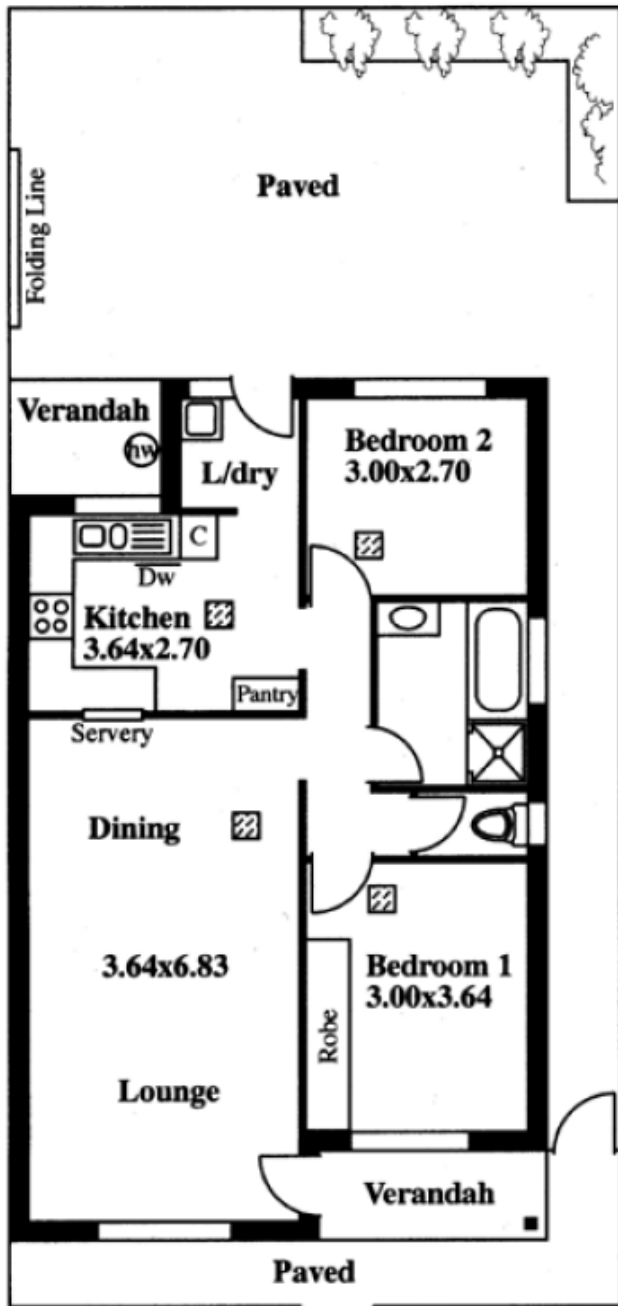 Paved
Folding Line
Verandah
hw
L/dry
Bedroom 2
3.00x2.70
C
Dw
Kitchen
3.64x2.70
Pantry
Servery
Dining
3.64x6.83
Bedroom 1
3.00x3.64
Robe
Lounge
Verandah
Paved